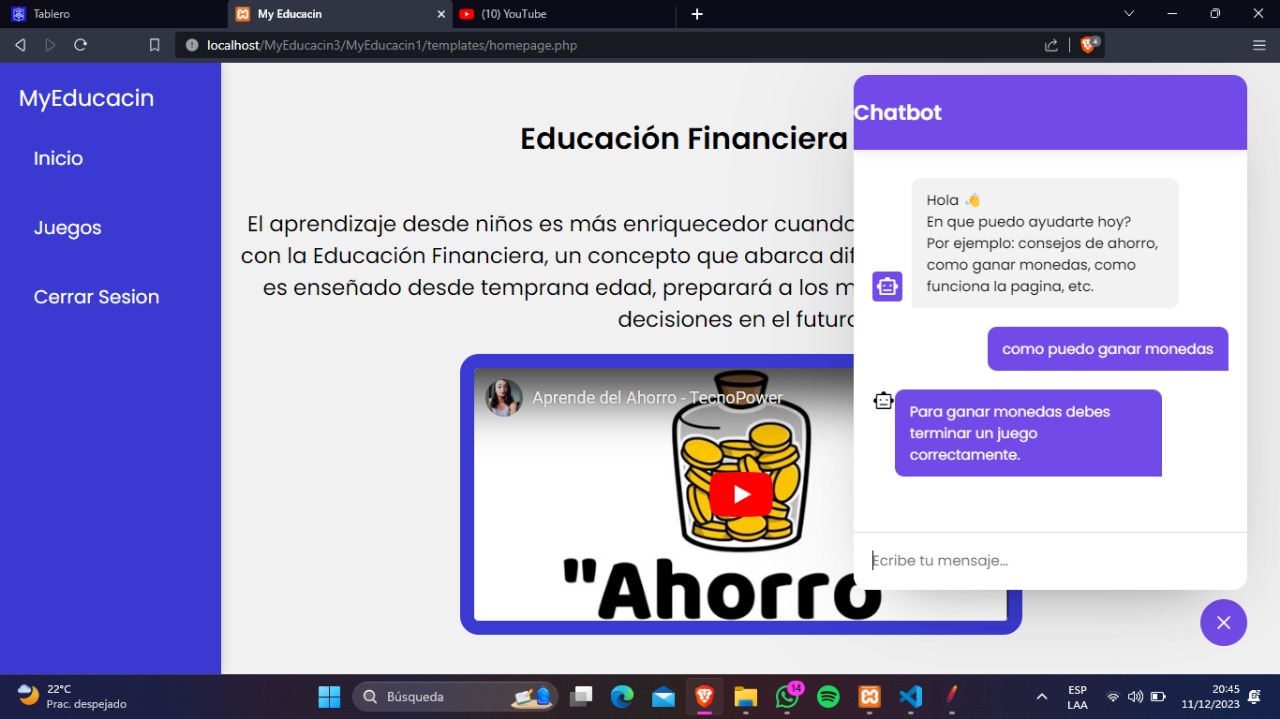 Tablero
My Educacin
(10) YouTube
localhost/MyEducacin3/MyEducacin1/templates/homepage.php
4
MyEducacin
Inicio
Juegos
Cerrar Sesion
Educación Financiera
El aprendizaje desde niños es más enriquecedor cuando
con la Educación Financiera, un concepto que abarca dif
es enseñado desde temprana edad, preparará a los m
decisiones en el futuro
Aprende del Ahorro - TecnoPower
"Ahorro
Chatbot
Hola 👋
En que puedo ayudarte hoy?
Por ejemplo: consejos de ahorro,
como ganar monedas, como
funciona la pagina, etc.
como puedo ganar monedas
Para ganar monedas debes
terminar un juego
correctamente.
Ecribe tu mensaje...
22°C
Prac. despejado
Búsqueda
14
ESP
LAA
20:45
11/12/2023